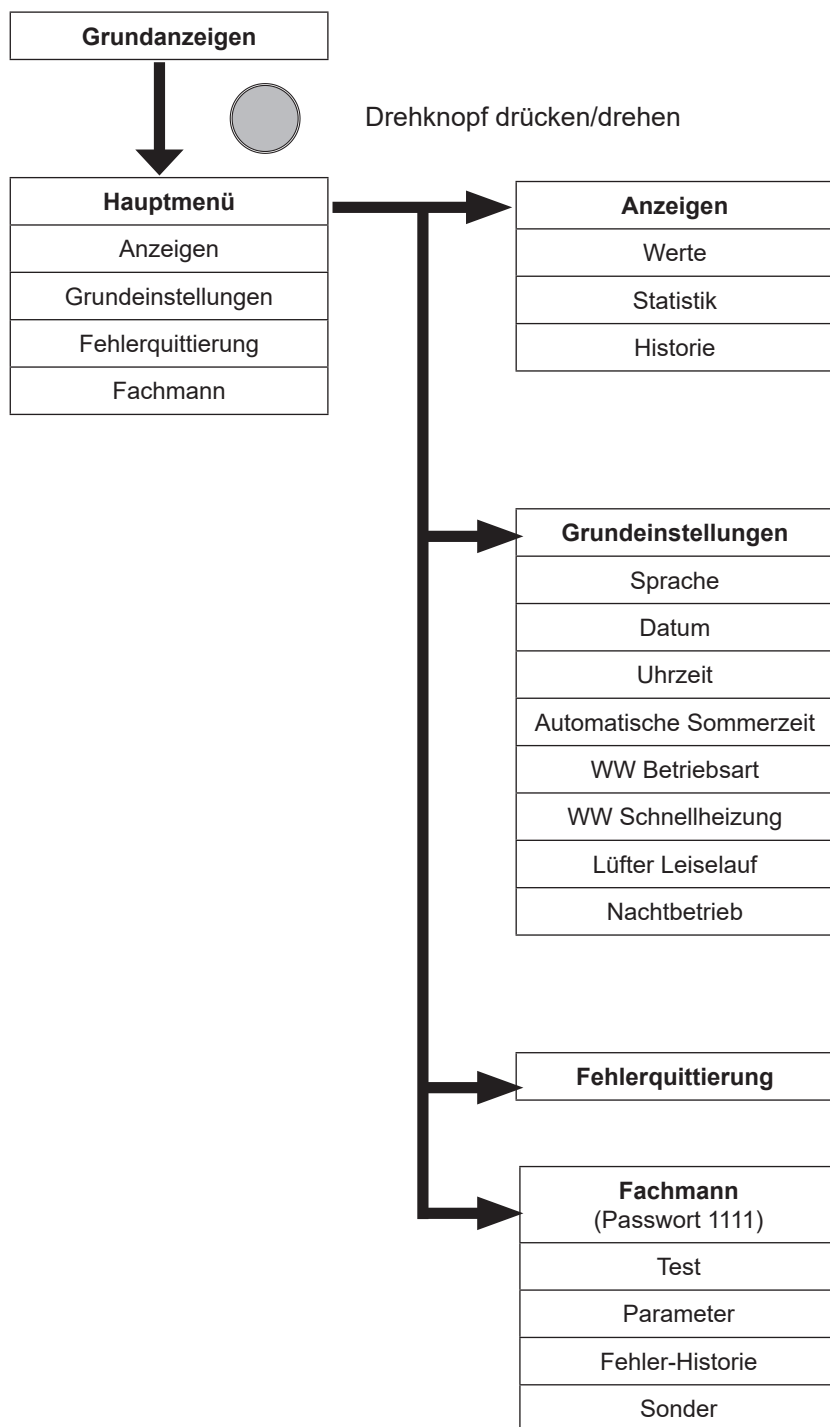 Grundanzeigen
Drehknopf drücken/drehen
Hauptmenü
Anzeigen
Grundeinstellungen
Fehlerquittierung
Fachmann
Anzeigen
Werte
Statistik
Historie
Grundeinstellungen
Sprache
Datum
Uhrzeit
Automatische Sommerzeit
WW Betriebsart
WW Schnellheizung
Lüfter Leiselauf
Nachtbetrieb
Fehlerquittierung
Fachmann
(Passwort 1111)
Test
Parameter
Fehler-Historie
Sonder